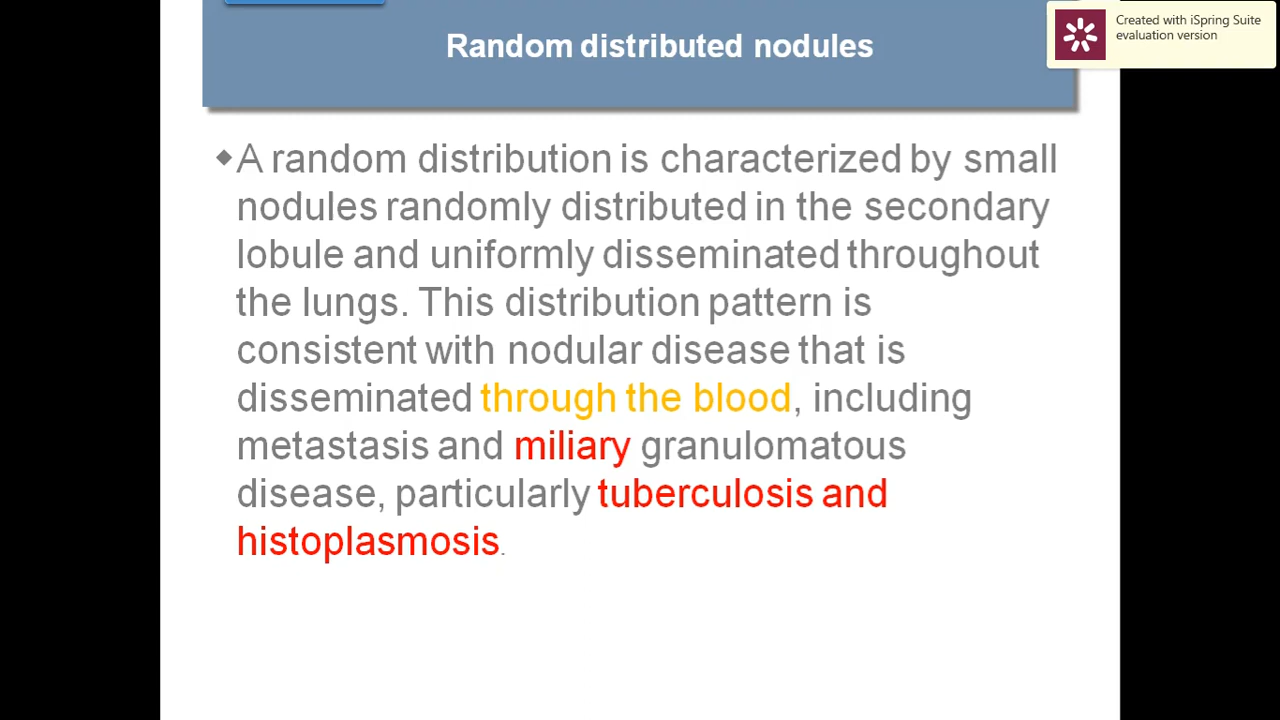 Random distributed nodules
Created with iSpring Suite
evaluation version
◆A random distribution is characterized by small
nodules randomly distributed in the secondary
lobule and uniformly disseminated throughout
the lungs. This distribution pattern is
consistent with nodular disease that is
disseminated through the blood, including
metastasis and miliary granulomatous
disease, particularly tuberculosis and
histoplasmosis.